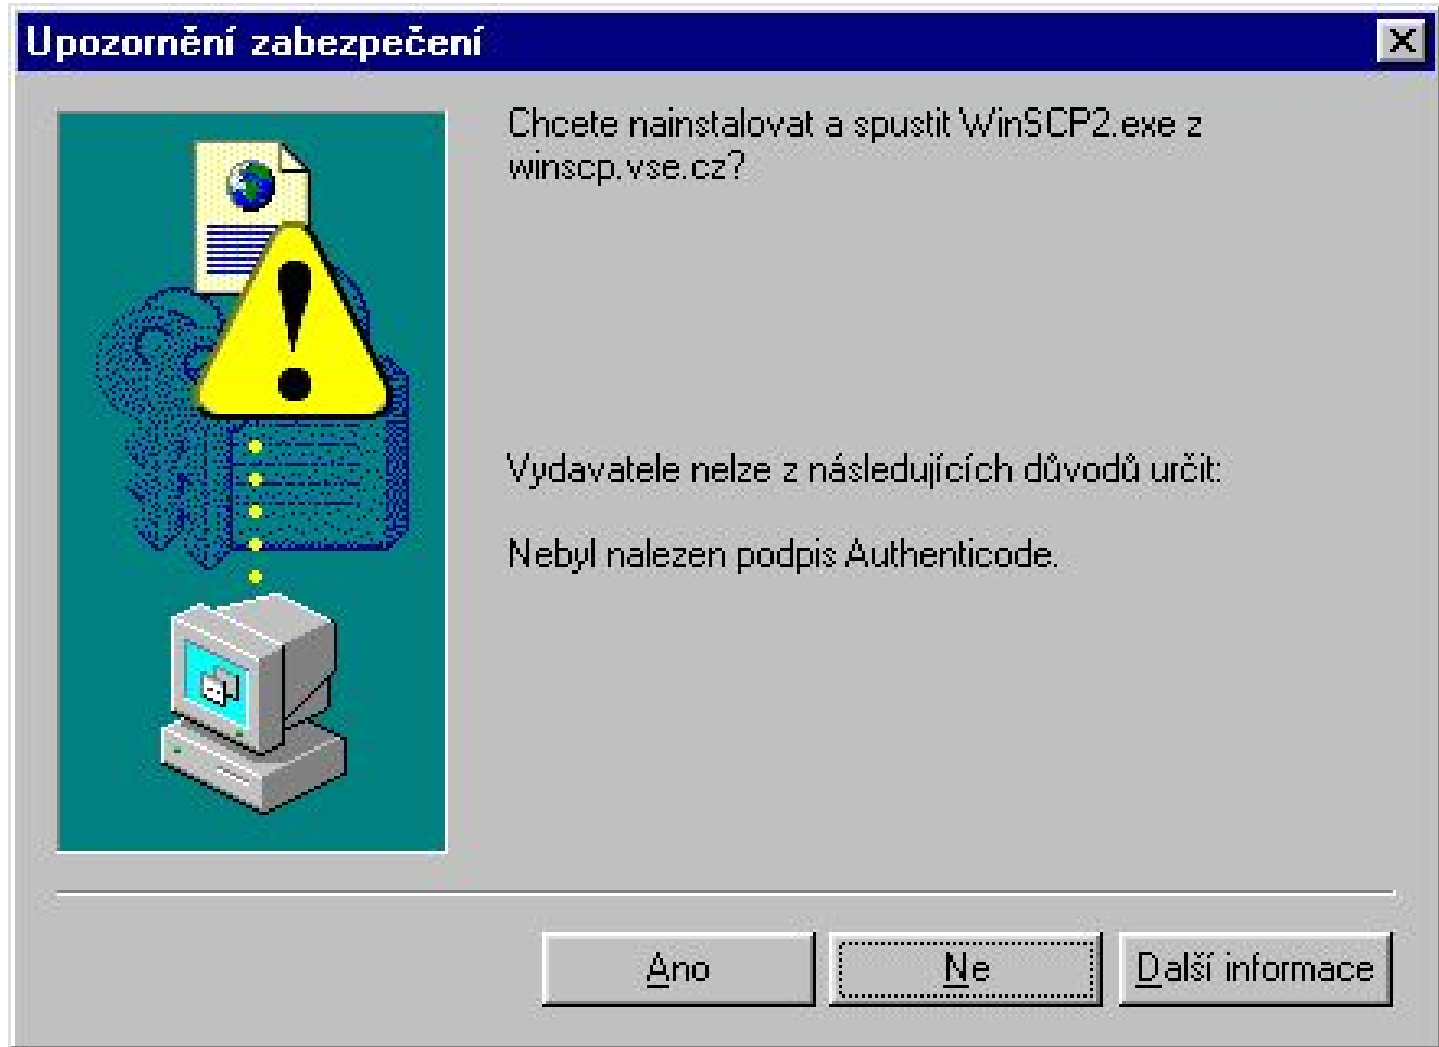 Upozornění zabezpečení
Chcete nainstalovat a spustit WinSCP2.exe z
winscp.vse.cz?
Vydavatele nelze z následujících důvodů určit:
Nebyl nalezen podpis Authenticode.
Ano
Ne
Další informace